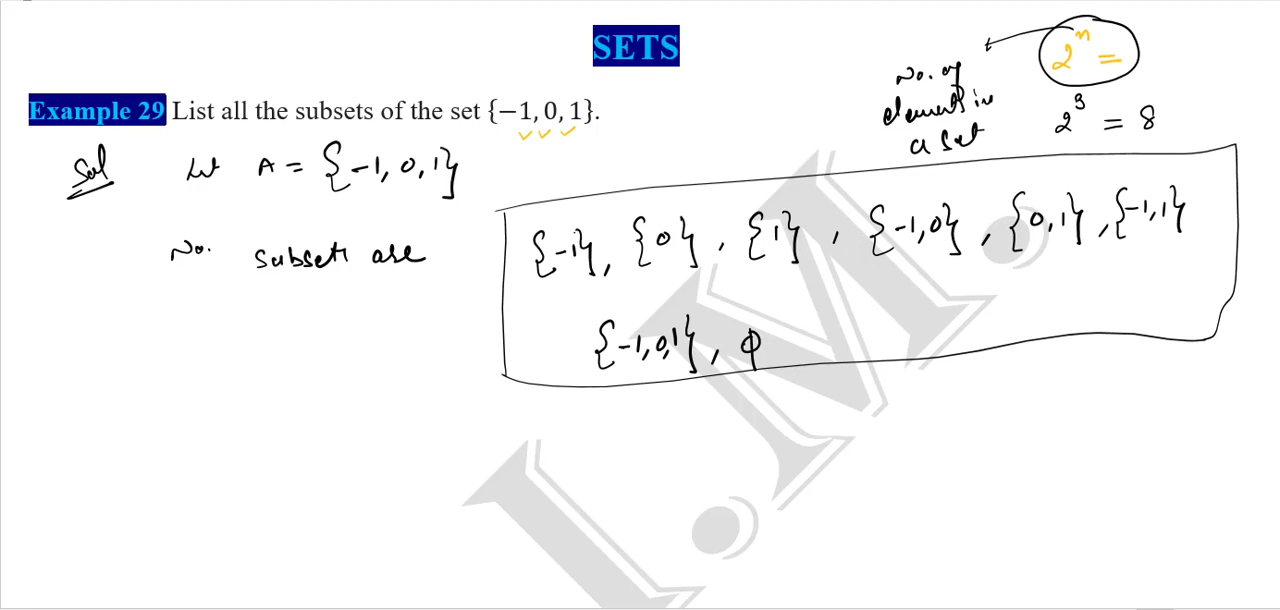 SETS
2ⁿ =
No. of
element in
a set
2³ = 8
Example 29 List all the subsets of the set {−1, 0, 1}.
Sol Let A = {-1, 0, 1}
No. subsets are
{-1}, {0}, {1}, {-1,0}, {0,1}, {-1,1}
{-1,0,1}, φ
I.M.